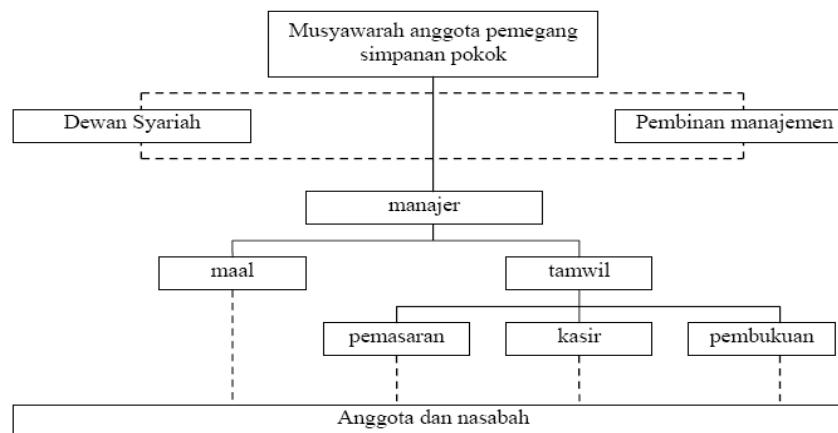 Musyawarah anggota pemegang
simpanan pokok
Dewan Syariah
Pembinan manajemen
manajer
maal
tamwil
pemasaran
kasir
pembukuan
Anggota dan nasabah